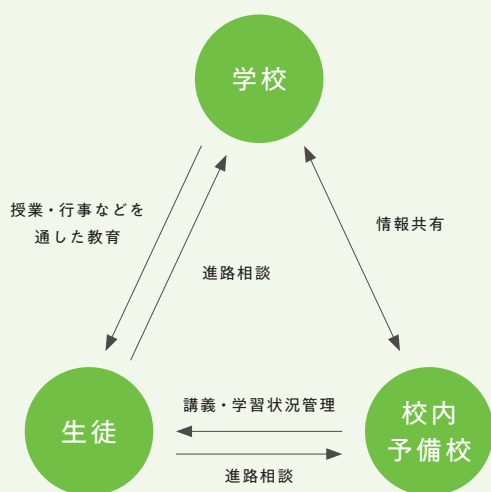 学校
授業・行事などを
通した教育
情報共有
進路相談
生徒
講義・学習状況管理
進路相談
校内
予備校